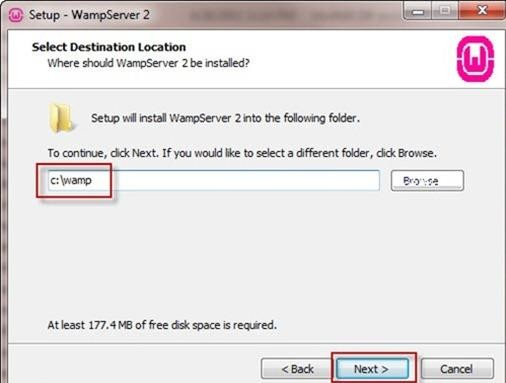 Setup - WampServer 2
Select Destination Location
Where should WampServer 2 be installed?
Setup will install WampServer 2 into the following folder.
To continue, click Next. If you would like to select a different folder, click Browse.
c:\wamp
Browse...
At least 177.4 MB of free disk space is required.
< Back
Next >
Cancel